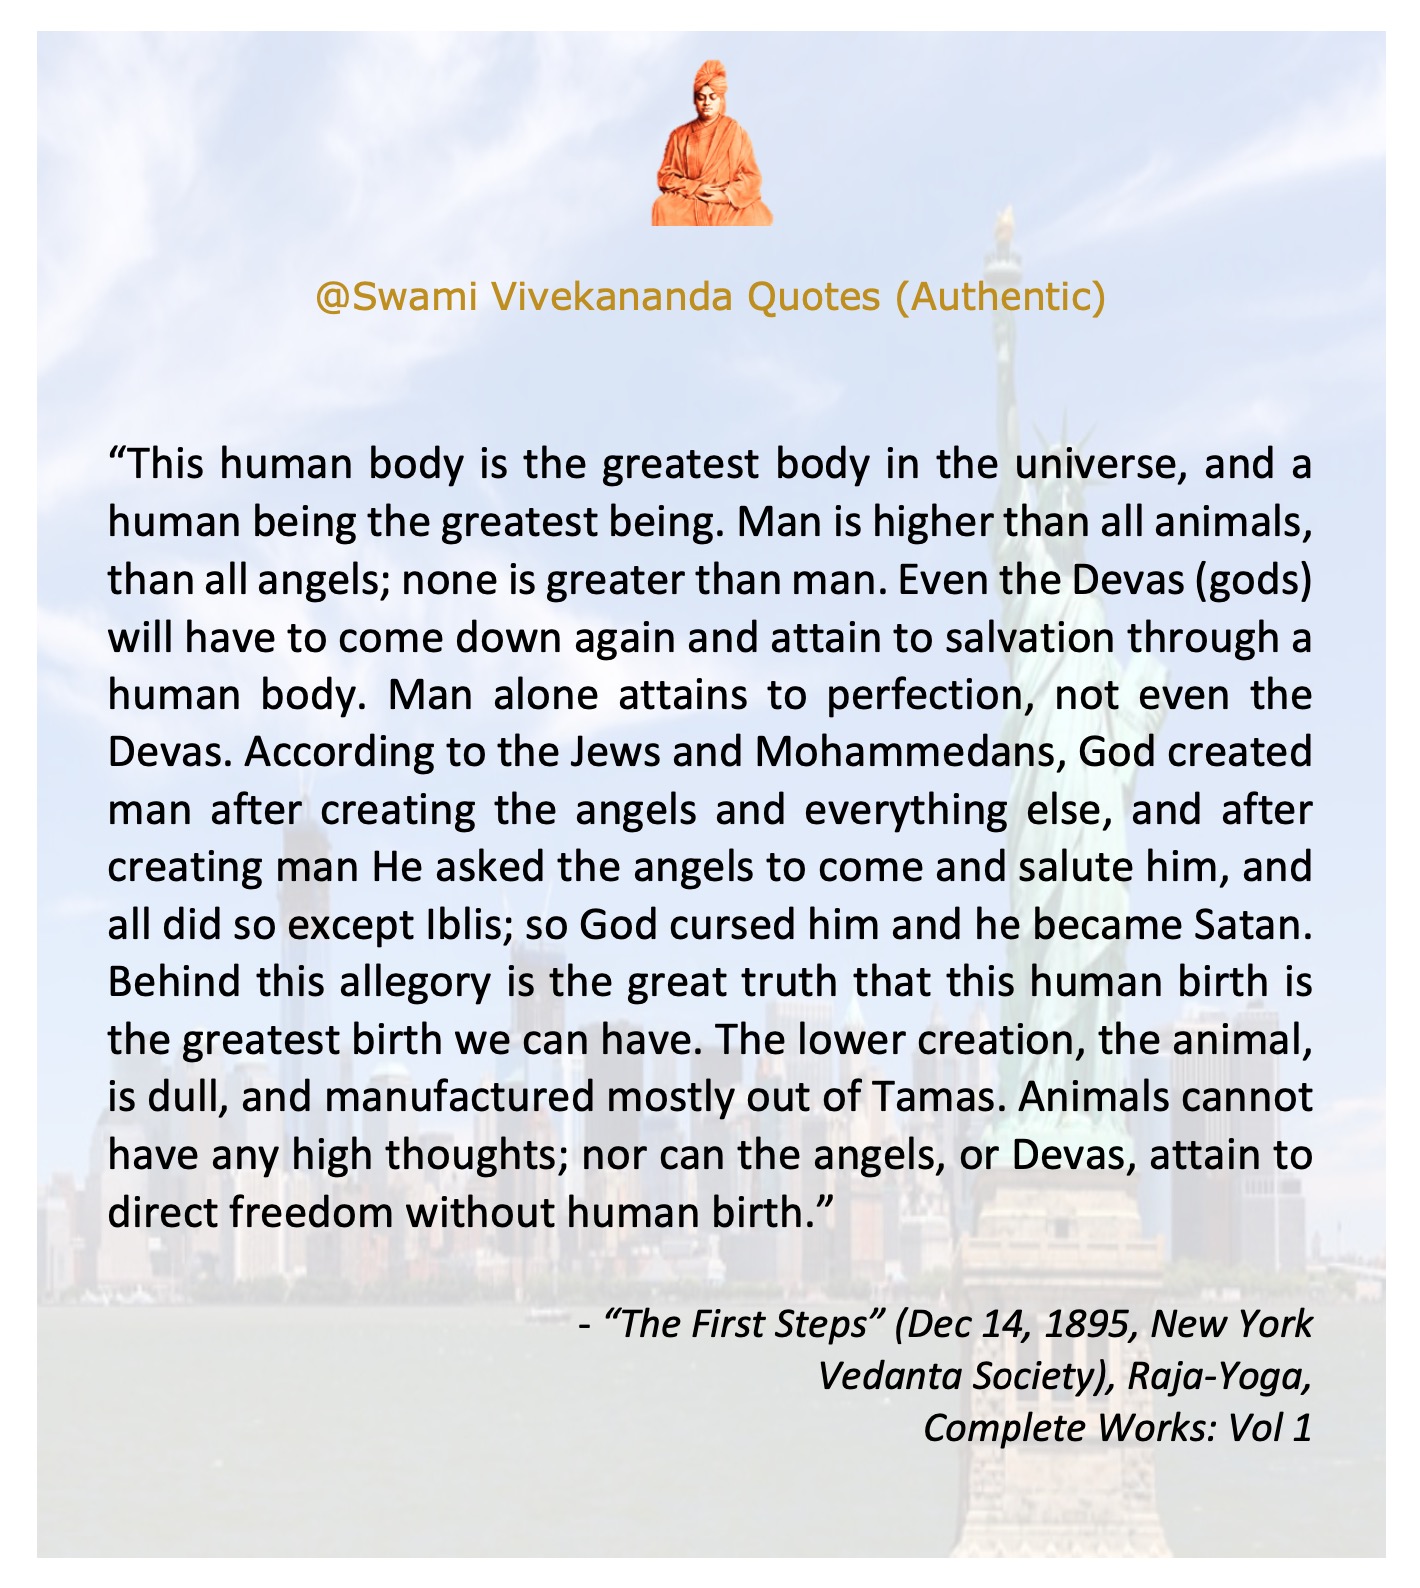 @Swami Vivekananda Quotes (Authentic)
“This human body is the greatest body in the universe, and a
human being the greatest being. Man is higher than all animals,
than all angels; none is greater than man. Even the Devas (gods)
will have to come down again and attain to salvation through a
human body. Man alone attains to perfection, not even the
Devas. According to the Jews and Mohammedans, God created
man after creating the angels and everything else, and after
creating man He asked the angels to come and salute him, and
all did so except Iblis; so God cursed him and he became Satan.
Behind this allegory is the great truth that this human birth is
the greatest birth we can have. The lower creation, the animal,
is dull, and manufactured mostly out of Tamas. Animals cannot
have any high thoughts; nor can the angels, or Devas, attain to
direct freedom without human birth.”
- “The First Steps” (Dec 14, 1895, New York
Vedanta Society), Raja-Yoga,
Complete Works: Vol 1